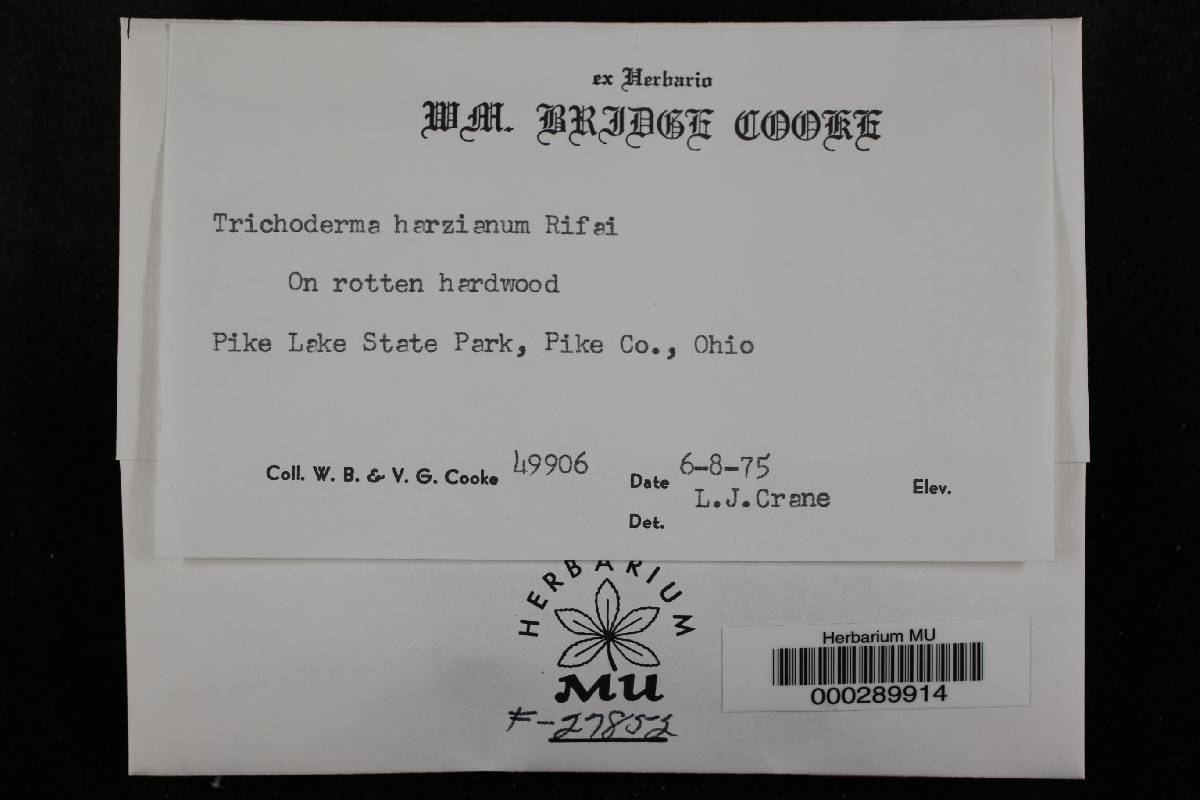 ex Herbario
WM. BRIDGE COOKE
Trichoderma harzianum Rifai
On rotten hardwood
Pike Lake State Park, Pike Co., Ohio
Coll. W. B. & V. G. Cooke 49906 Date 6-8-75 Elev.
Det. L.J.Crane
HERBARIUM
MU
F-27852
Herbarium MU
000289914